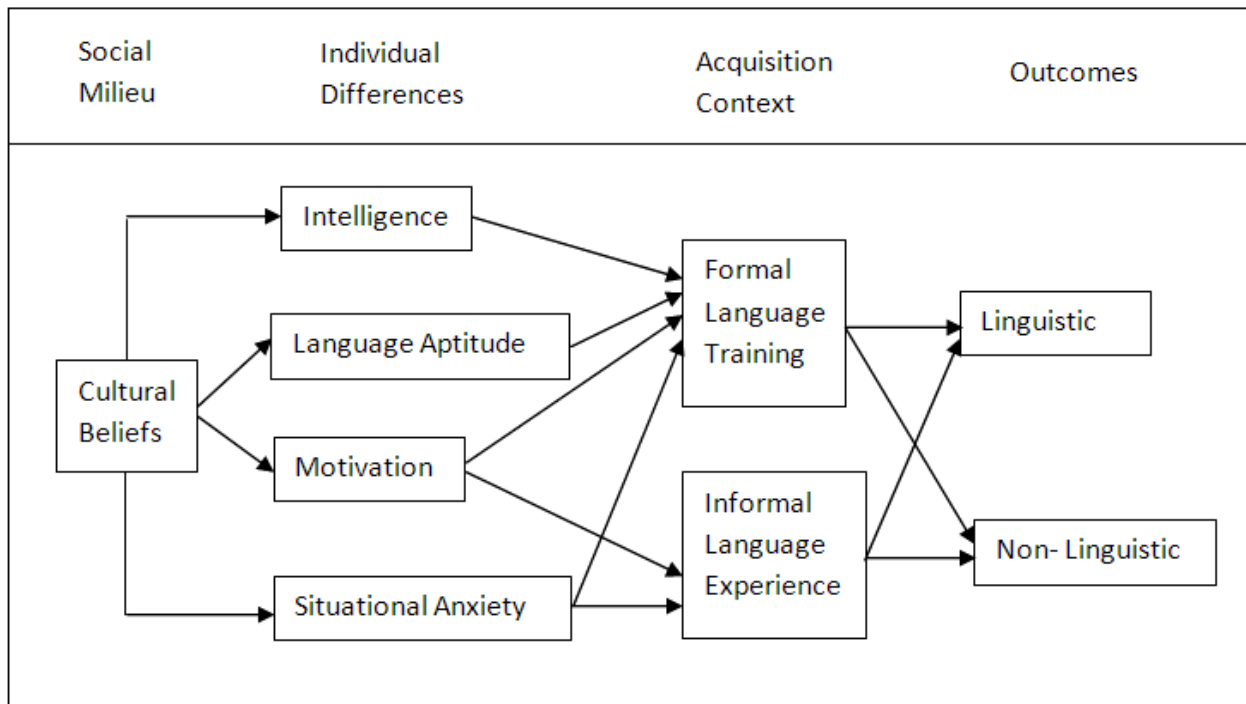 Social
Milieu
Individual
Differences
Acquisition
Context
Outcomes
Intelligence
Formal
Language
Training
Linguistic
Language Aptitude
Cultural
Beliefs
Motivation
Informal
Language
Experience
Non- Linguistic
Situational Anxiety